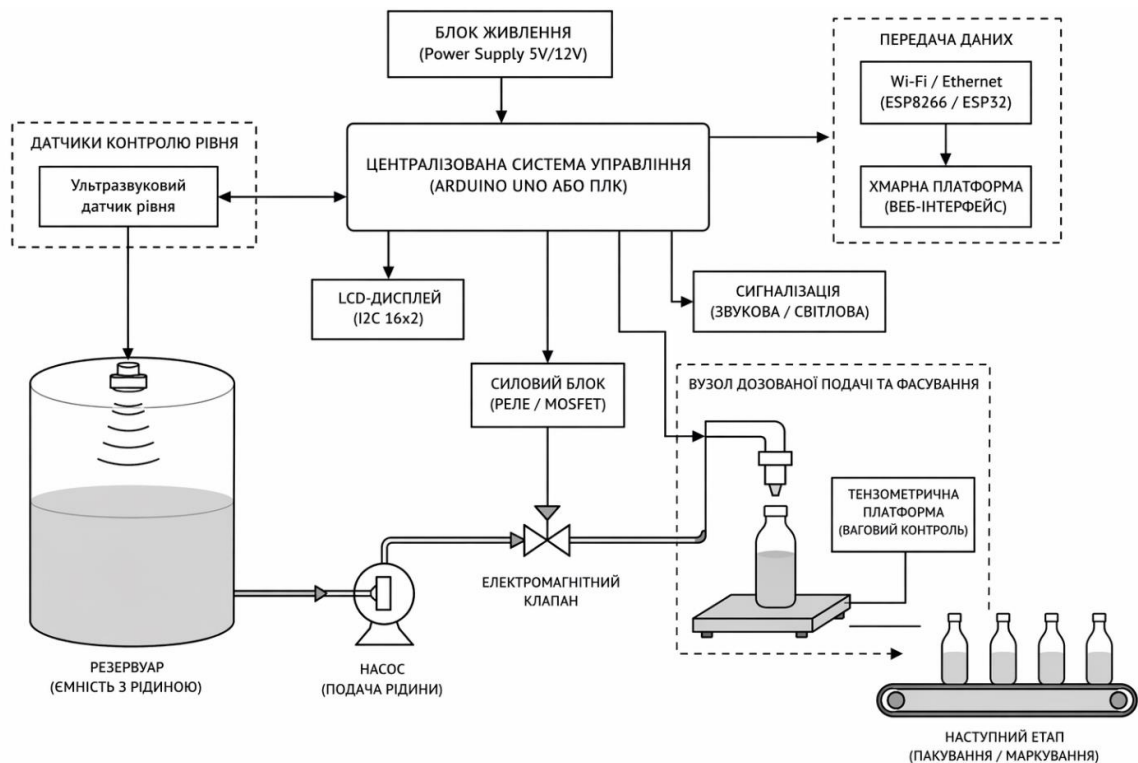 БЛОК ЖИВЛЕННЯ
(Power Supply 5V/12V)
ПЕРЕДАЧА ДАНИХ
Wi-Fi / Ethernet
(ESP8266 / ESP32)
ХМАРНА ПЛАТФОРМА
(ВЕБ-ІНТЕРФЕЙС)
ДАТЧИКИ КОНТРОЛЮ РІВНЯ
Ультразвуковий
датчик рівня
ЦЕНТРАЛІЗОВАНА СИСТЕМА УПРАВЛІННЯ
(ARDUINO UNO АБО ПЛК)
LCD-ДИСПЛЕЙ
(I2C 16x2)
СИГНАЛІЗАЦІЯ
(ЗВУКОВА / СВІТЛОВА)
СИЛОВИЙ БЛОК
(РЕЛЕ / MOSFET)
ВУЗОЛ ДОЗОВАНОЇ ПОДАЧІ ТА ФАСУВАННЯ
ТЕНЗОМЕТРИЧНА
ПЛАТФОРМА
(ВАГОВИЙ КОНТРОЛЬ)
ЕЛЕКТРОМАГНІТНИЙ
КЛАПАН
РЕЗЕРВУАР
(ЄМНІСТЬ З РІДИНОЮ)
НАСОС
(ПОДАЧА РІДИНИ)
НАСТУПНИЙ ЕТАП
(ПАКУВАННЯ / МАРКУВАННЯ)